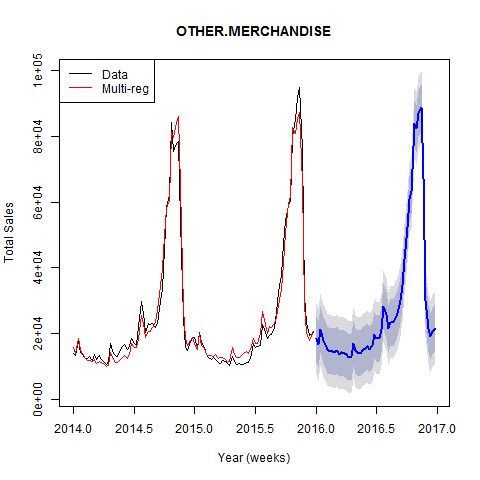 OTHER.MERCHANDISE
Data
Multi-reg
Total Sales
1e+05
8e+04
6e+04
4e+04
2e+04
0e+00
2014.0 2014.5 2015.0 2015.5 2016.0 2016.5 2017.0
Year (weeks)